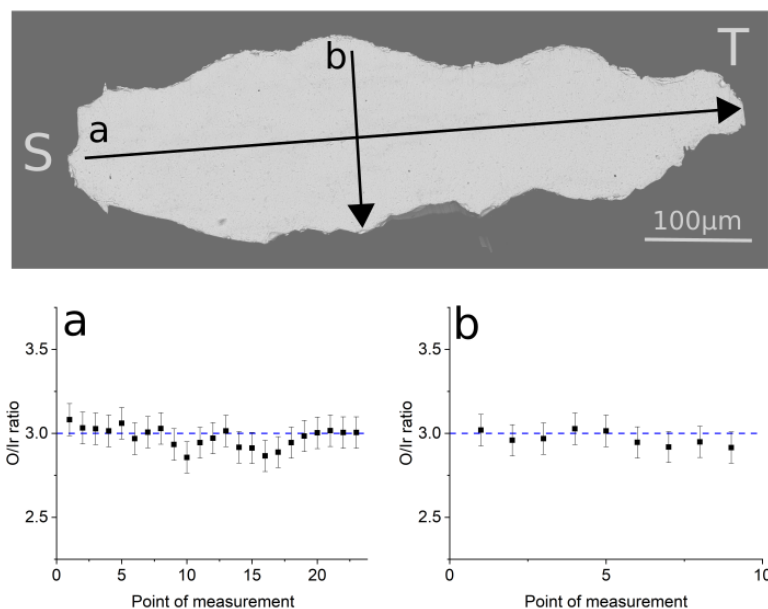 T
b
a
S
100μm
a
3.5
3.0
2.5
O/Ir ratio
0 5 10 15 20
Point of measurement
b
3.5
3.0
2.5
O/Ir ratio
0 5 10
Point of measurement